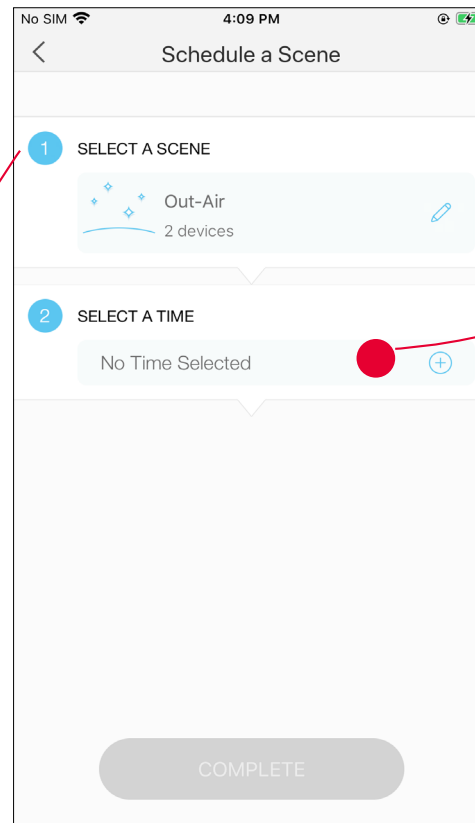 No SIM 4:09 PM
Schedule a Scene
1 SELECT A SCENE
Out-Air
2 devices
2 SELECT A TIME
No Time Selected
COMPLETE